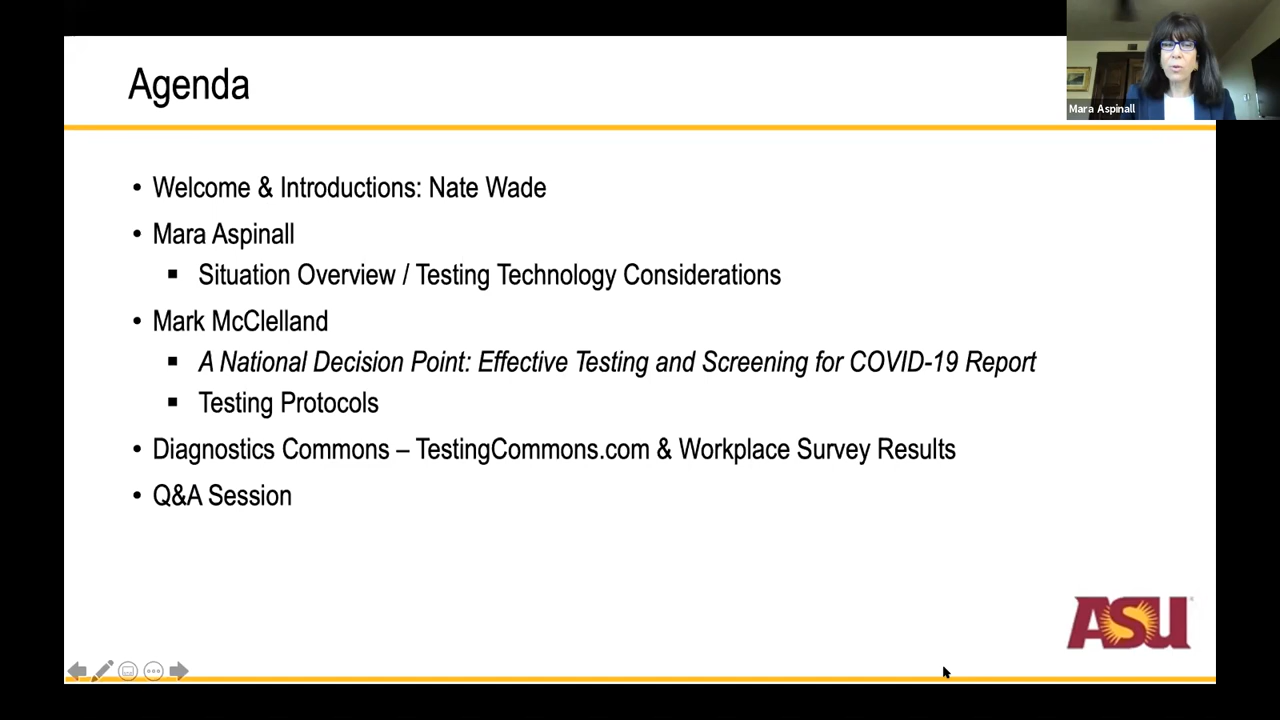 Agenda
Mara Aspinall
• Welcome & Introductions: Nate Wade
• Mara Aspinall
▪ Situation Overview / Testing Technology Considerations
• Mark McClelland
▪ A National Decision Point: Effective Testing and Screening for COVID-19 Report
▪ Testing Protocols
• Diagnostics Commons – TestingCommons.com & Workplace Survey Results
• Q&A Session
ASU